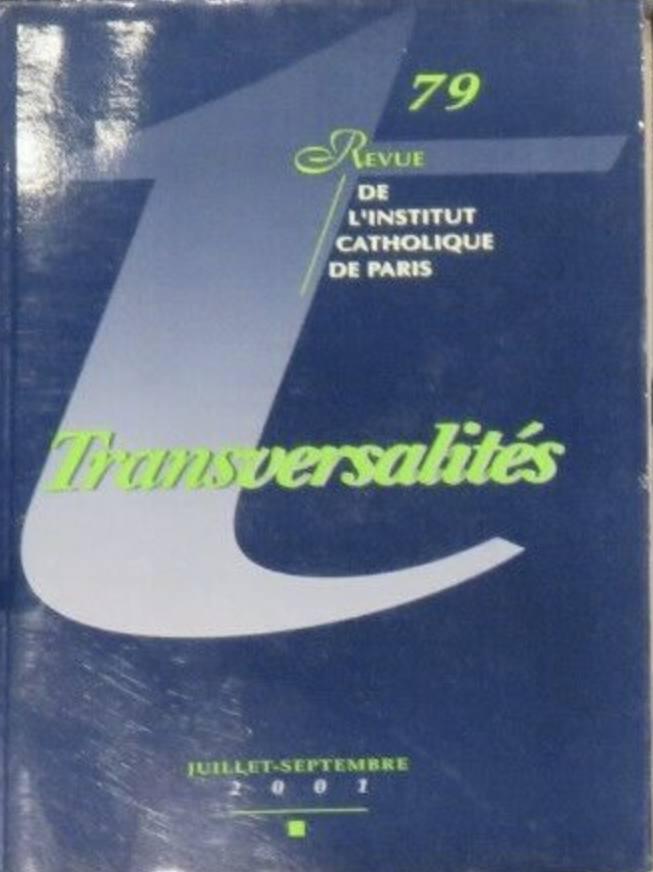 79
REVUE
DE
L'INSTITUT
CATHOLIQUE
DE PARIS
Transversalités
JUILLET-SEPTEMBRE
2001